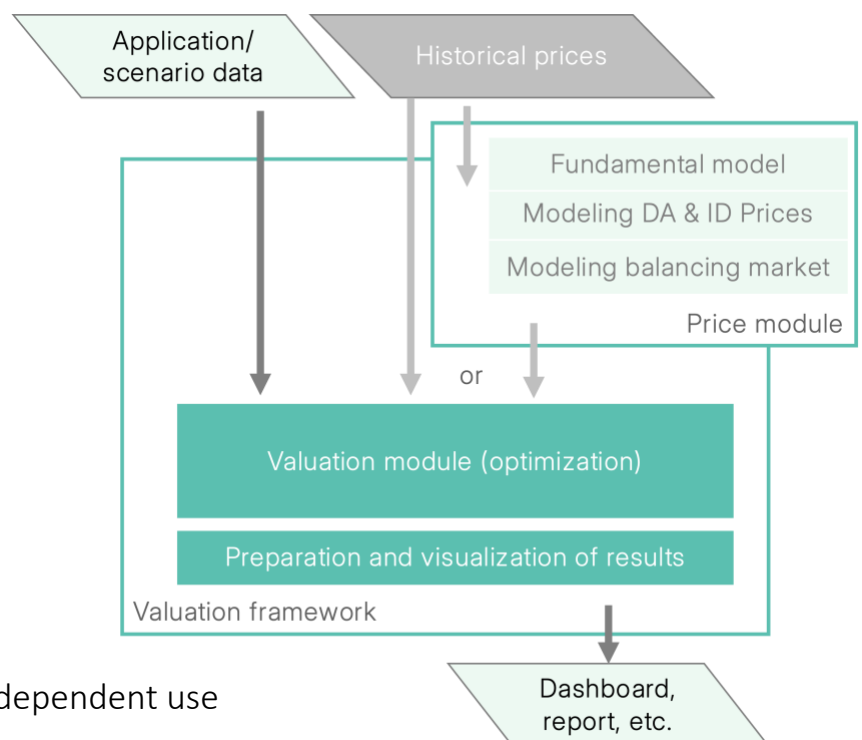 Application/
scenario data
Historical prices
Fundamental model
Modeling DA & ID Prices
Modeling balancing market
Price module
or
Valuation module (optimization)
Preparation and visualization of results
Valuation framework
dependent use
Dashboard,
report, etc.